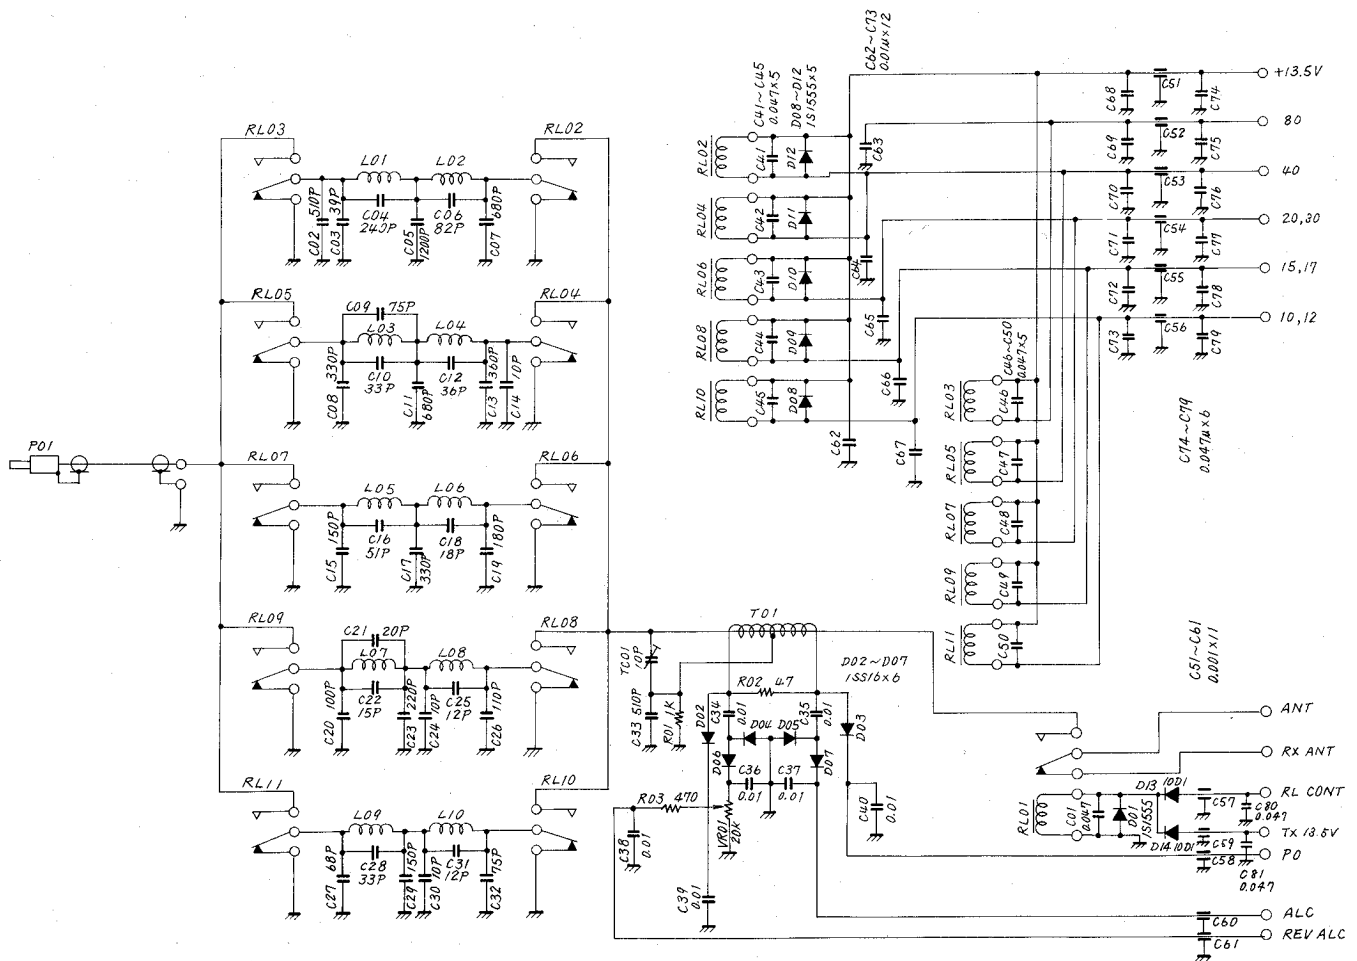 C62~C73
0.01μ×12
C41~C45
0.047×5
D08~D12
1S1555×5
+13.5V
C68
C51
C74
80
C69
C52
C75
C63
40
C70
C53
C76
20,30
C71
C54
C77
15,17
C72
C55
C78
10,12
C73
C56
C79
RL02
C41
D12
RL04
C42
D11
C64
RL06
C43
D10
C65
RL08
C44
D09
C66
RL10
C45
D08
C62
C67
C46~C50
0.047×5
RL03
C46
RL05
C47
RL07
C48
RL09
C49
RL11
C50
C74~C79
0.047μ×6
C51~C61
0.001×11
RL03
RL02
L01
L02
C02
510P
C03
39P
C04
240P
C05
1200P
C06
82P
C07
680P
RL05
RL04
C09
75P
L03
L04
C08
330P
C10
33P
C11
680P
C12
36P
C13
360P
C14
10P
P01
RL07
RL06
L05
L06
C15
150P
C16
51P
C17
330P
C18
18P
C19
180P
RL09
RL08
C21
20P
L07
L08
C20
100P
C22
15P
C23
220P
C24
10P
C25
12P
C26
110P
RL11
RL10
L09
L10
C27
68P
C28
33P
C29
150P
C30
10P
C31
12P
C32
75P
T01
TC01
10P
C33
510P
R01
1K
D02~D07
1SS16×6
R02
47
D02
C34
0.01
D04
D05
C35
0.01
D03
D06
D07
C36
0.01
C37
0.01
C40
0.01
R03
470
VR01
20K
C38
0.01
C39
0.01
ANT
RX ANT
RL01
C01
0.047
D01
1S1555
D13
10D1
C57
C80
0.047
RL CONT
D14
10D1
C59
TX 13.5V
C58
PO
C81
0.047
C60
ALC
C61
REV ALC